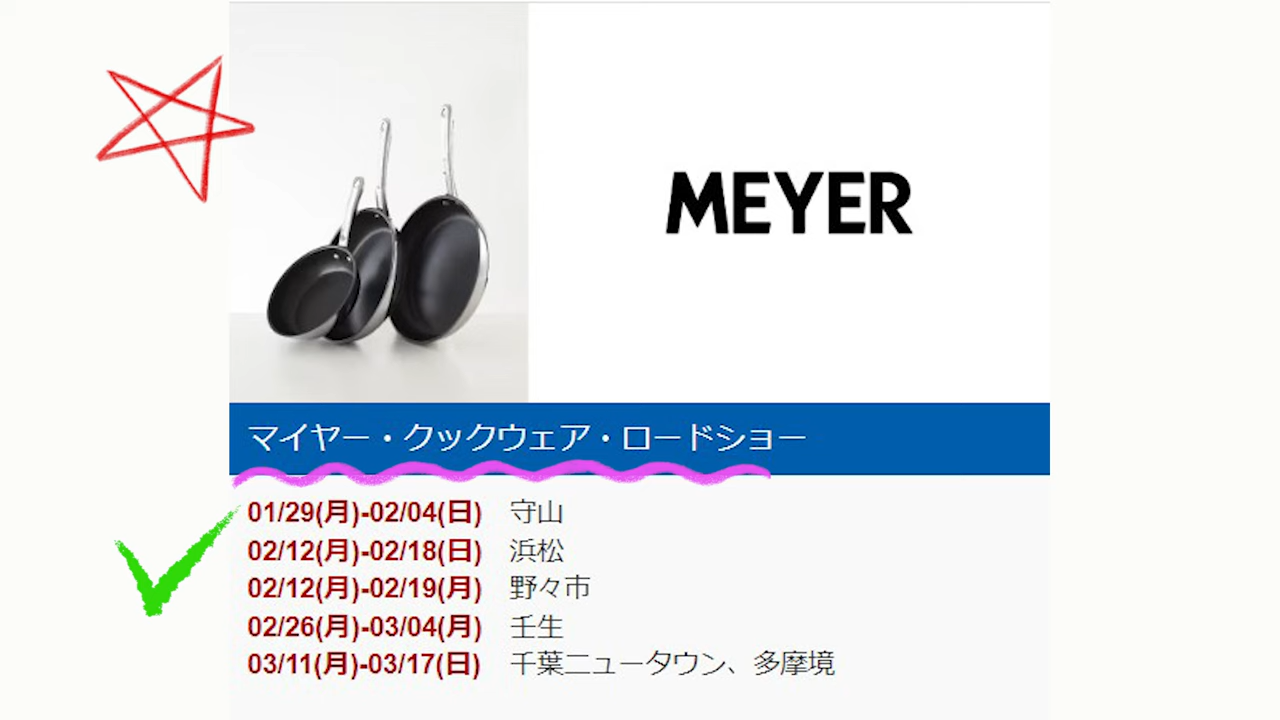 MEYER
マイヤー・クックウェア・ロードショー
01/29(月)-02/04(日) 守山
02/12(月)-02/18(日) 浜松
02/12(月)-02/19(月) 野々市
02/26(月)-03/04(月) 壬生
03/11(月)-03/17(日) 千葉ニュータウン、多摩境